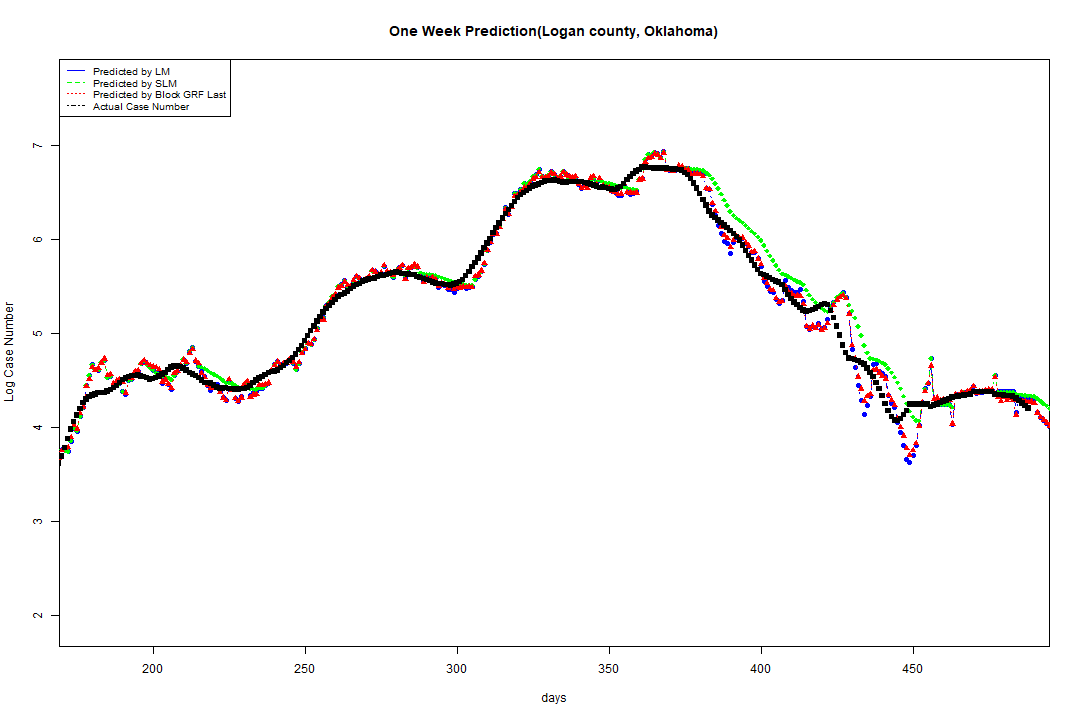 One Week Prediction(Logan county, Oklahoma)
Predicted by LM
Predicted by SLM
Predicted by Block GRF Last
Actual Case Number
Log Case Number
7
6
5
4
3
2
200 250 300 350 400 450
days